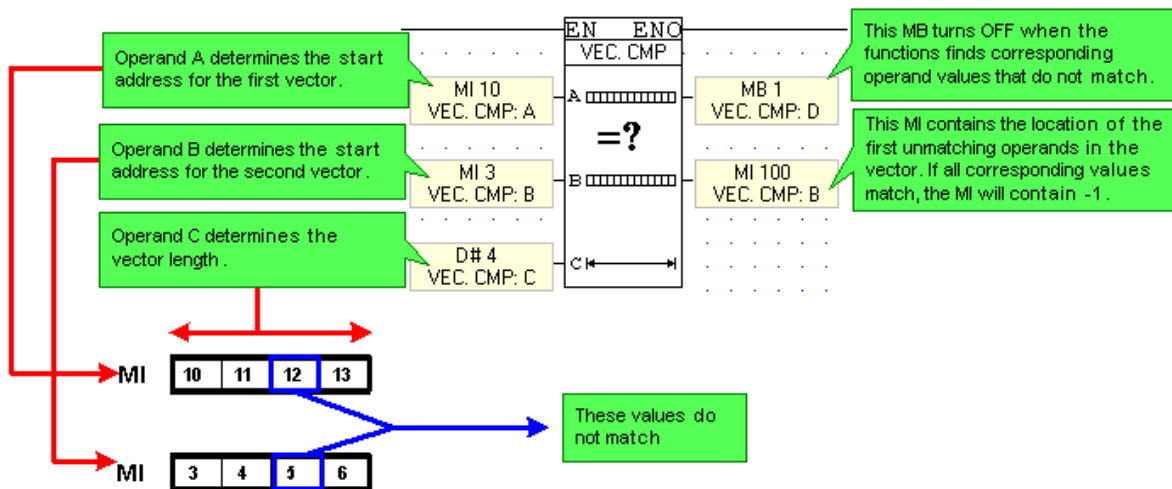 EN ENO
VEC. CMP
Operand A determines the start
address for the first vector.
MI 10
VEC. CMP: A
A
MB 1
VEC. CMP: D
This MB turns OFF when the
functions finds corresponding
operand values that do not match.
=?
Operand B determines the start
address for the second vector.
MI 3
VEC. CMP: B
B
MI 100
VEC. CMP: B
This MI contains the location of the
first unmatching operands in the
vector. If all corresponding values
match, the MI will contain -1.
Operand C determines the
vector length.
D# 4
VEC. CMP: C
C
MI 10 11 12 13
These values do
not match
MI 3 4 5 6